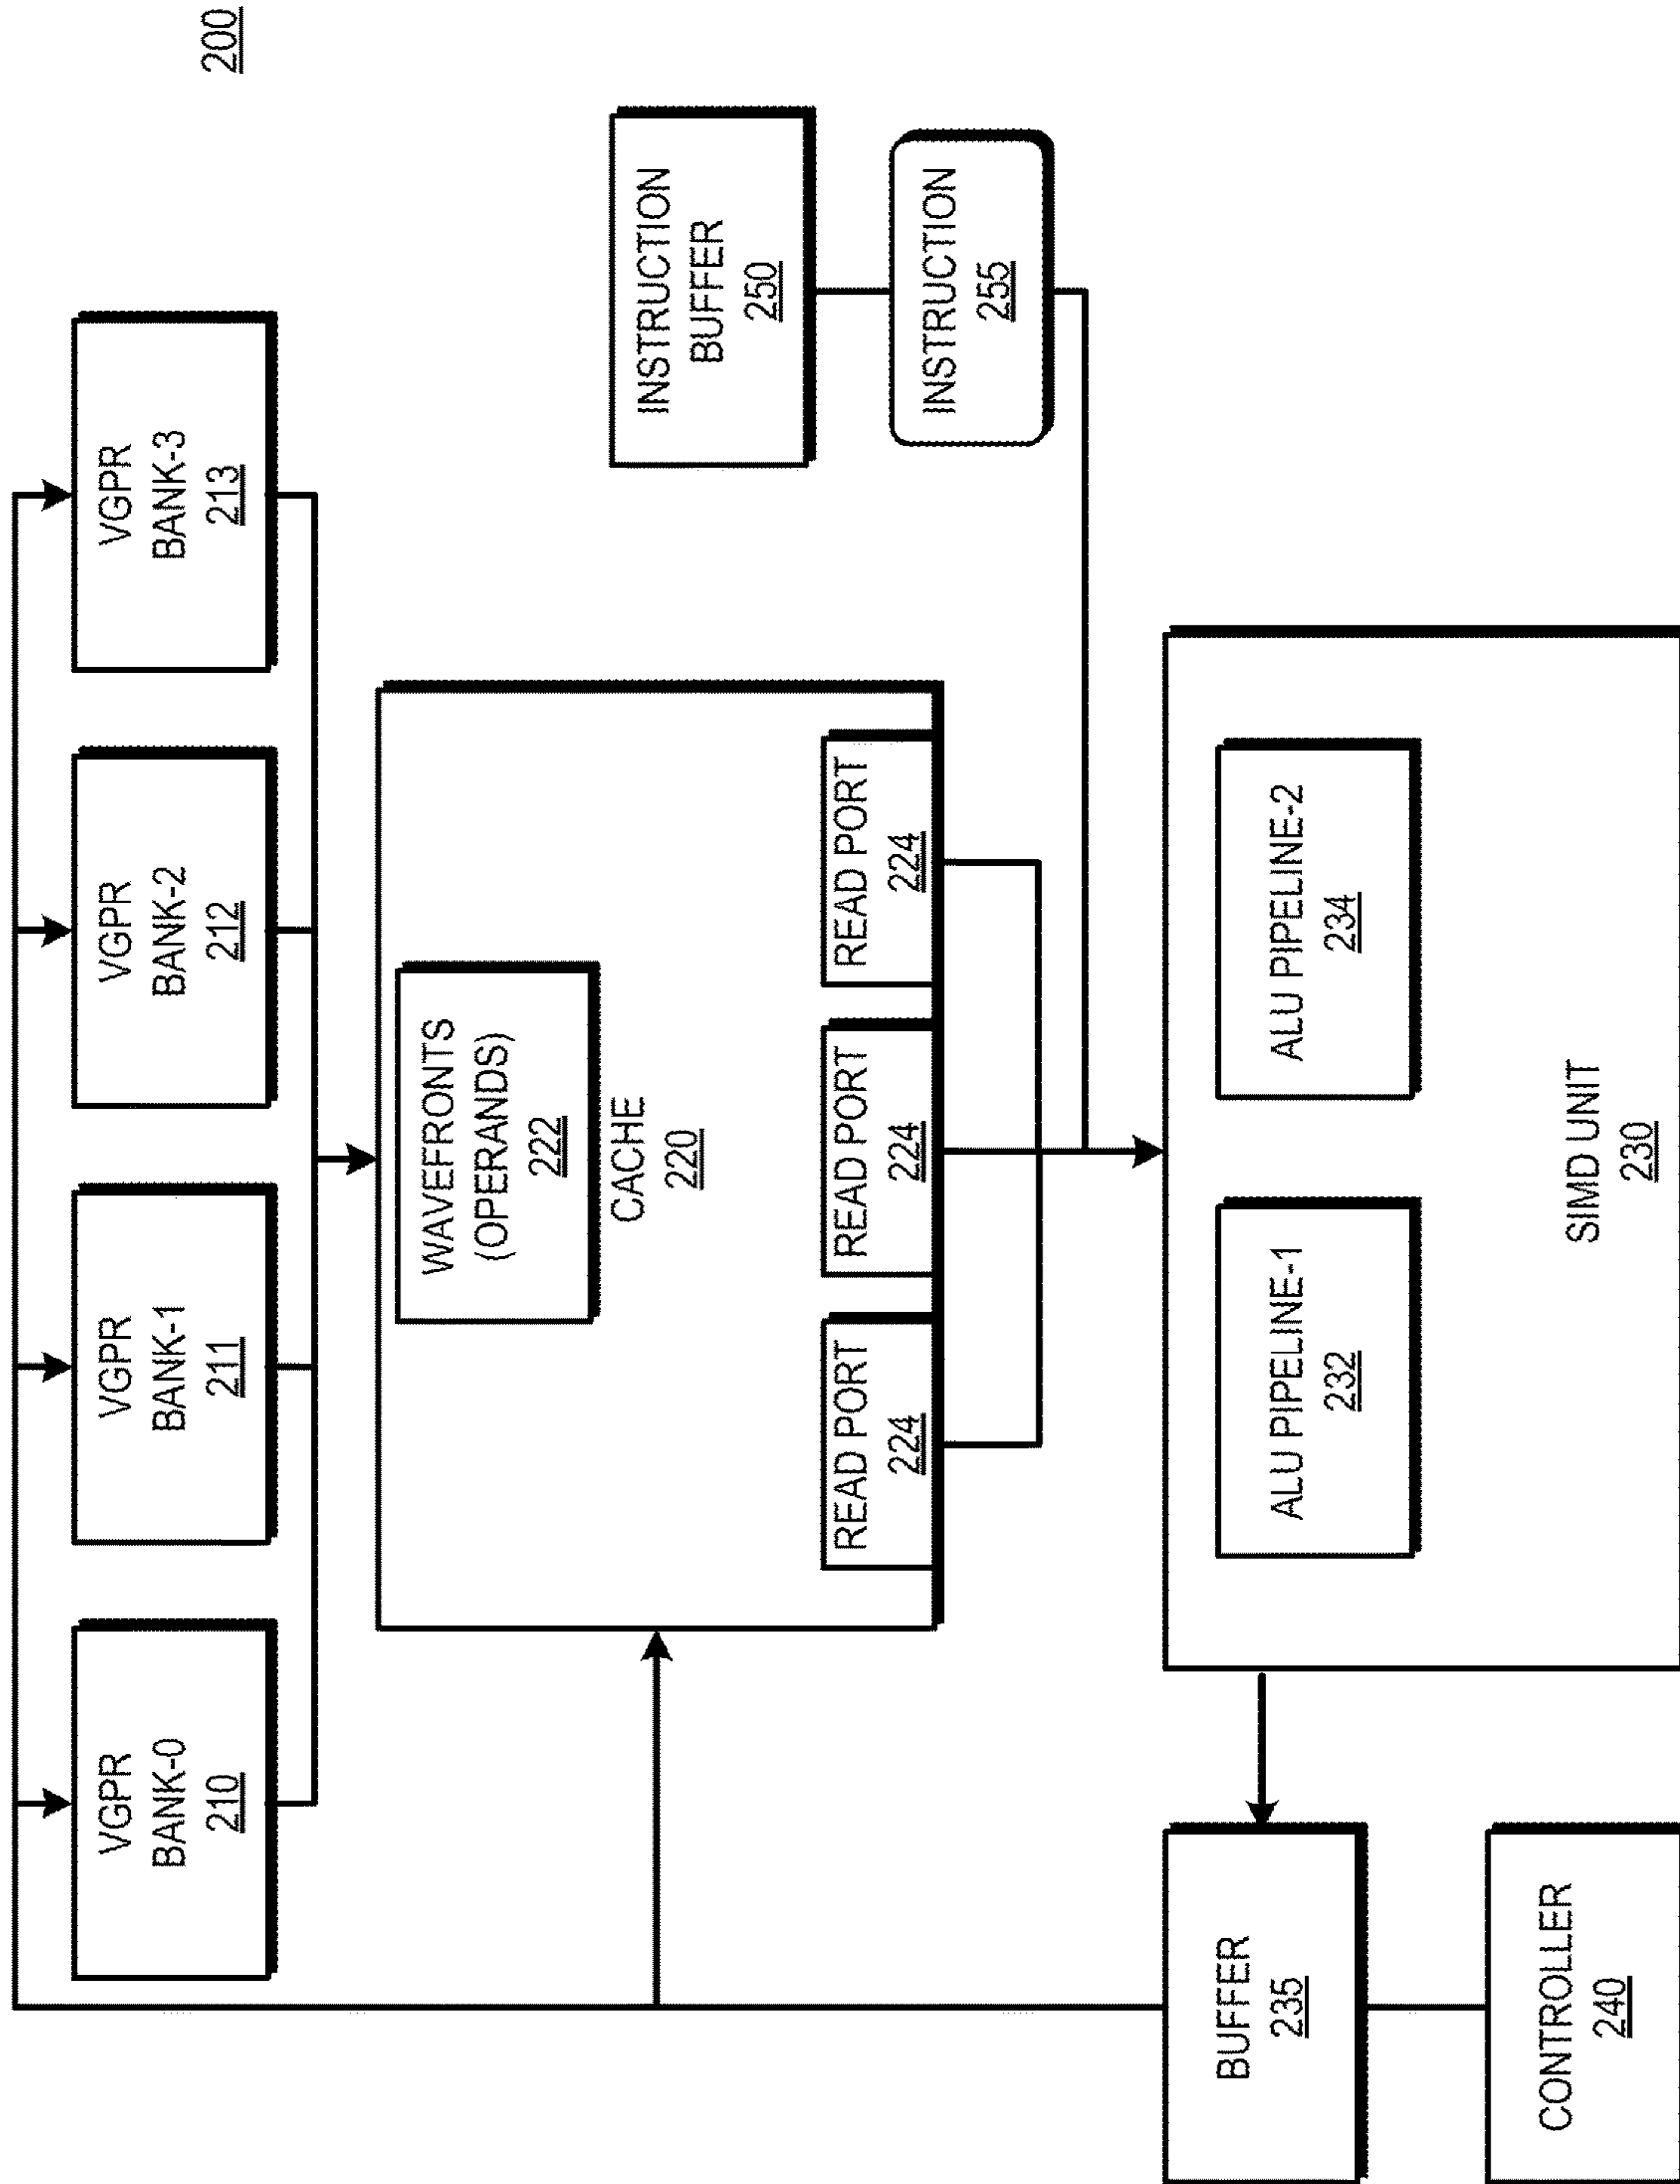 200
VGPR
BANK-0
210
VGPR
BANK-1
211
VGPR
BANK-2
212
VGPR
BANK-3
213
WAVEFRONTS
(OPERANDS)
222
CACHE
220
READ PORT
224
READ PORT
224
READ PORT
224
INSTRUCTION
BUFFER
250
INSTRUCTION
255
BUFFER
235
CONTROLLER
240
ALU PIPELINE-1
232
ALU PIPELINE-2
234
SIMD UNIT
230